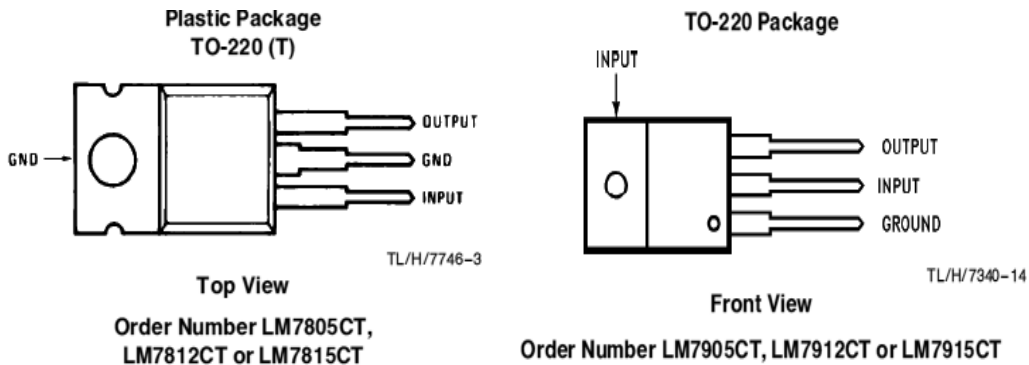 Plastic Package
TO-220 (T)
GND
OUTPUT
GND
INPUT
TL/H/7746–3
Top View
Order Number LM7805CT,
LM7812CT or LM7815CT
TO-220 Package
INPUT
OUTPUT
INPUT
GROUND
TL/H/7340–14
Front View
Order Number LM7905CT, LM7912CT or LM7915CT